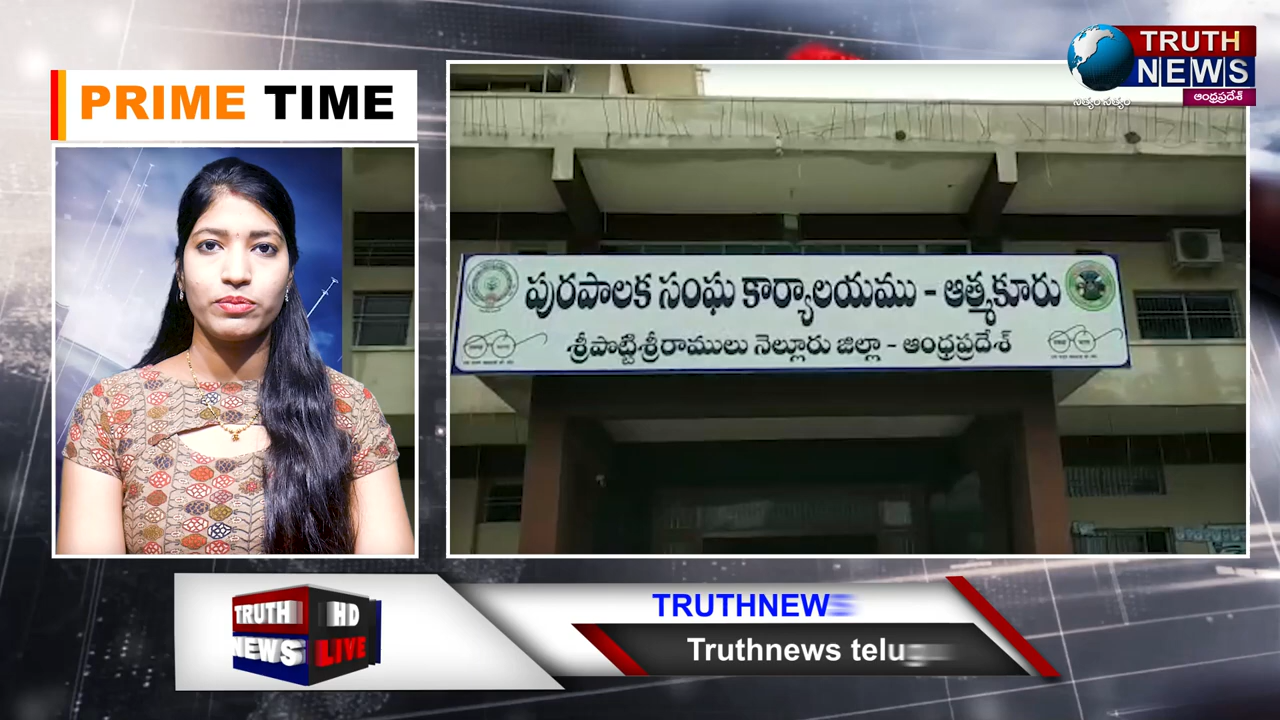 PRIME TIME
TRUTH
NEWS
ఆంధ్రప్రదేశ్
పురపాలక సంఘ కార్యాలయము - ఆత్మకూరు
శ్రీపొట్టిశ్రీరాములు నెల్లూరు జిల్లా - ఆంధ్రప్రదేశ్
TRUTH HD
NEWS LIVE
TRUTHNEWS
Truthnews telu